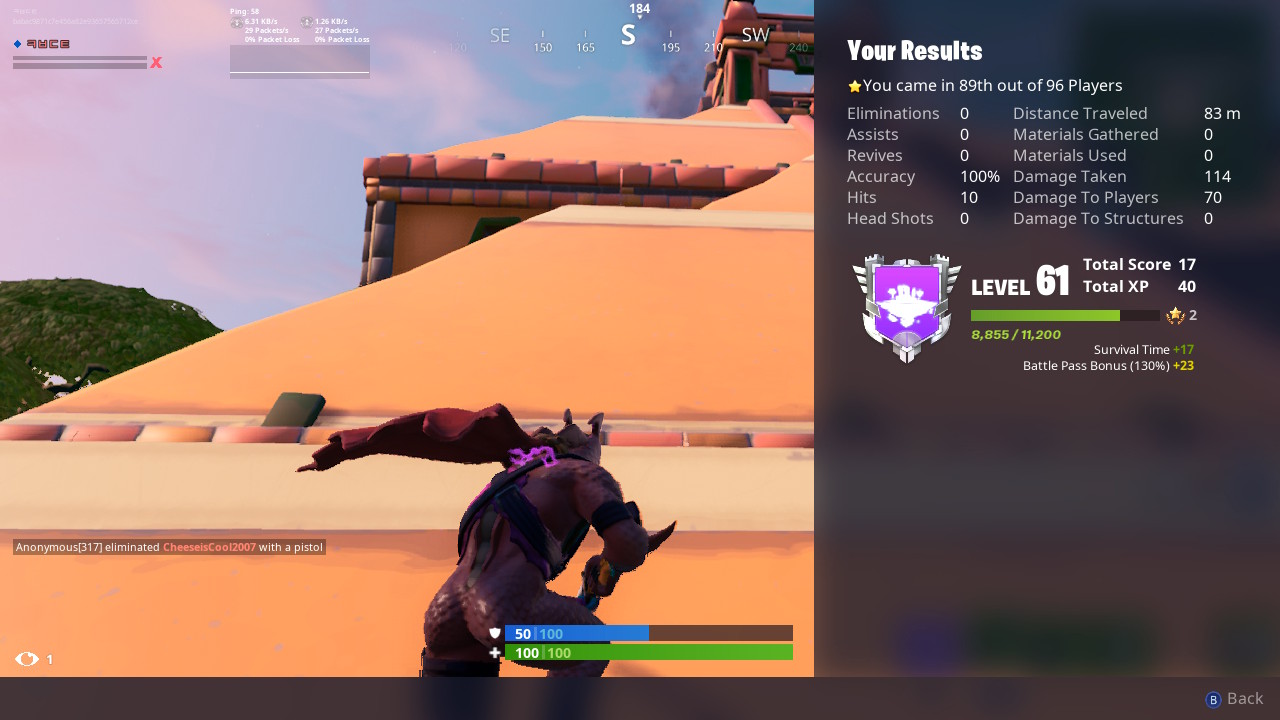 184
Ping: 58
6.31 KB/s 1.26 KB/s
29 Packets/s 27 Packets/s
0% Packet Loss 0% Packet Loss
120 SE 150 165 S 195 210 SW 240
X
Your Results
You came in 89th out of 96 Players
Eliminations 0 Distance Traveled 83 m
Assists 0 Materials Gathered 0
Revives 0 Materials Used 0
Accuracy 100% Damage Taken 114
Hits 10 Damage To Players 70
Head Shots 0 Damage To Structures 0
LEVEL 61
Total Score 17
Total XP 40
2
8,855 / 11,200
Survival Time +17
Battle Pass Bonus (130%) +23
Anonymous[317] eliminated CheeseisCool2007 with a pistol
50 | 100
100 | 100
1
B Back